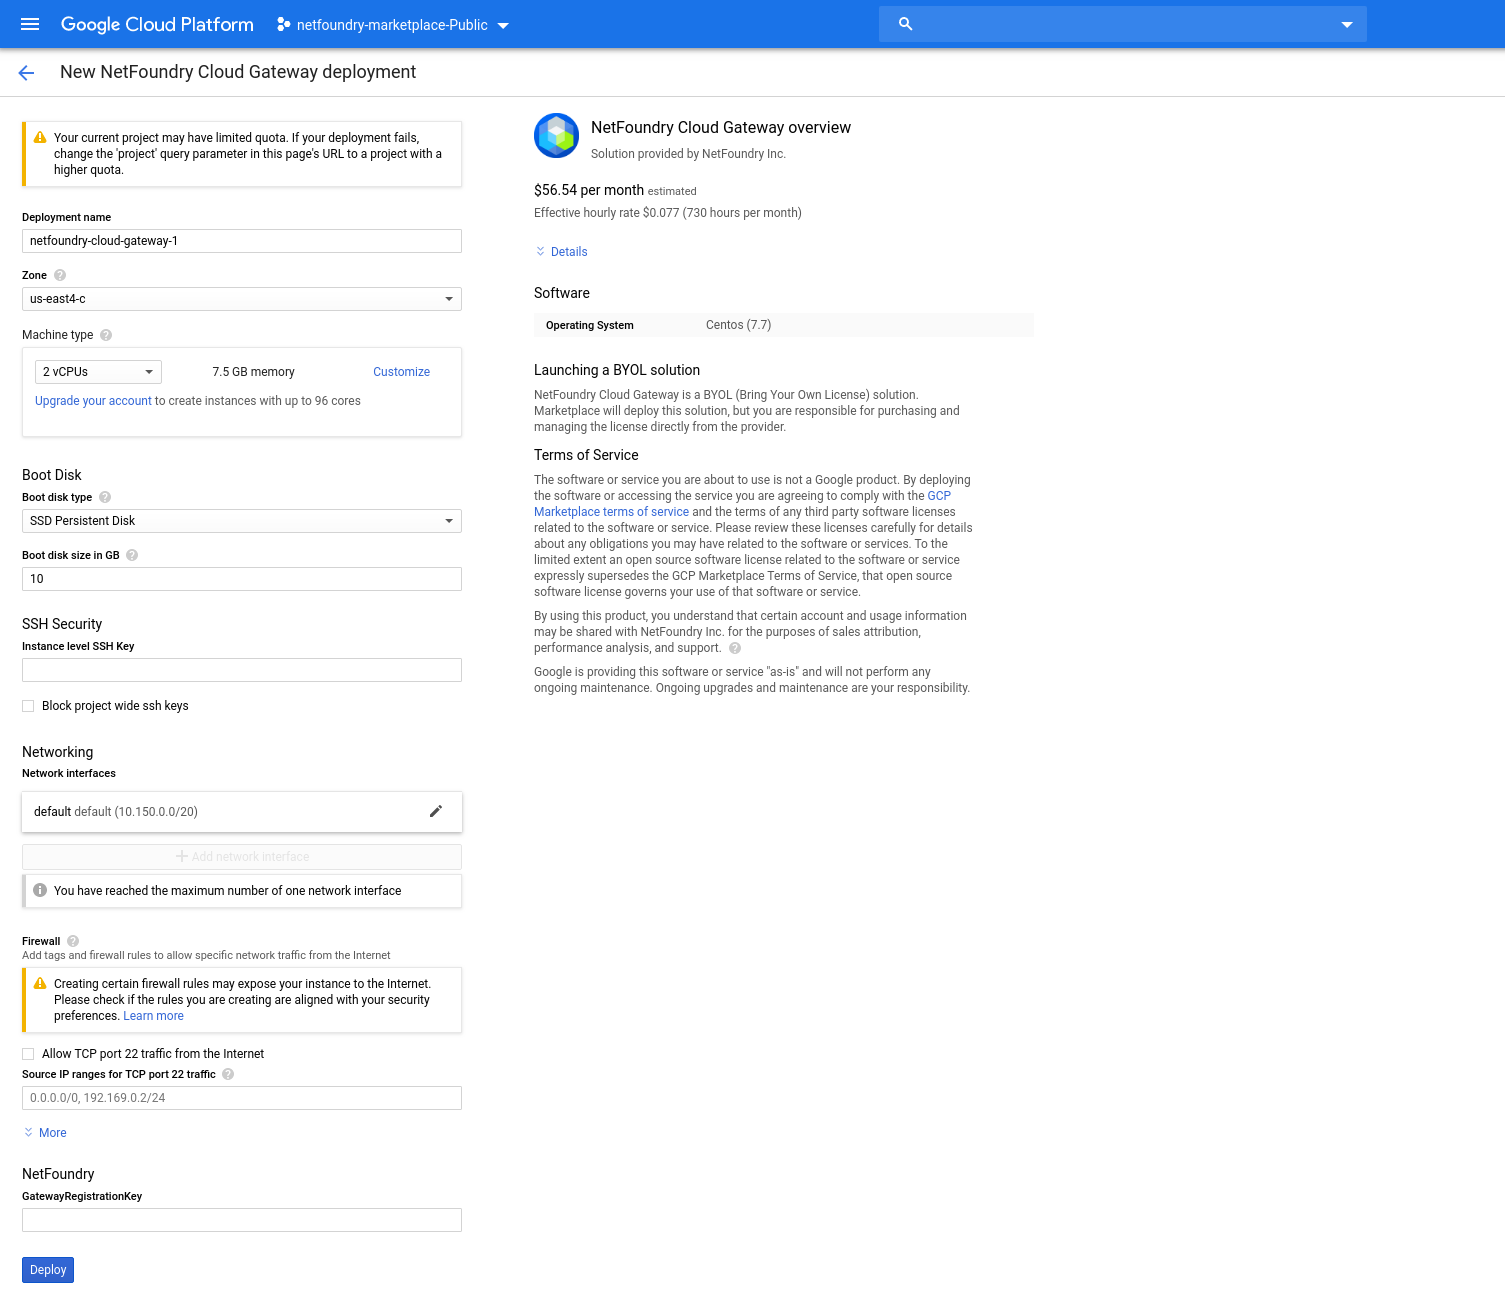 Google Cloud Platform
netfoundry-marketplace-Public
New NetFoundry Cloud Gateway deployment
Your current project may have limited quota. If your deployment fails,
change the 'project' query parameter in this page's URL to a project with a
higher quota.
Deployment name
netfoundry-cloud-gateway-1
Zone
us-east4-c
Machine type
2 vCPUs
7.5 GB memory
Customize
Upgrade your account to create instances with up to 96 cores
Boot Disk
Boot disk type
SSD Persistent Disk
Boot disk size in GB
10
SSH Security
Instance level SSH Key
Block project wide ssh keys
Networking
Network interfaces
default default (10.150.0.0/20)
Add network interface
You have reached the maximum number of one network interface
Firewall
Add tags and firewall rules to allow specific network traffic from the Internet
Creating certain firewall rules may expose your instance to the Internet.
Please check if the rules you are creating are aligned with your security
preferences. Learn more
Allow TCP port 22 traffic from the Internet
Source IP ranges for TCP port 22 traffic
0.0.0.0/0, 192.169.0.2/24
More
NetFoundry
GatewayRegistrationKey
Deploy
NetFoundry Cloud Gateway overview
Solution provided by NetFoundry Inc.
$56.54 per month estimated
Effective hourly rate $0.077 (730 hours per month)
Details
Software
Operating System
Centos (7.7)
Launching a BYOL solution
NetFoundry Cloud Gateway is a BYOL (Bring Your Own License) solution.
Marketplace will deploy this solution, but you are responsible for purchasing and
managing the license directly from the provider.
Terms of Service
The software or service you are about to use is not a Google product. By deploying
the software or accessing the service you are agreeing to comply with the GCP
Marketplace terms of service and the terms of any third party software licenses
related to the software or service. Please review these licenses carefully for details
about any obligations you may have related to the software or services. To the
limited extent an open source software license related to the software or service
expressly supersedes the GCP Marketplace Terms of Service, that open source
software license governs your use of that software or service.
By using this product, you understand that certain account and usage information
may be shared with NetFoundry Inc. for the purposes of sales attribution,
performance analysis, and support.
Google is providing this software or service "as-is" and will not perform any
ongoing maintenance. Ongoing upgrades and maintenance are your responsibility.